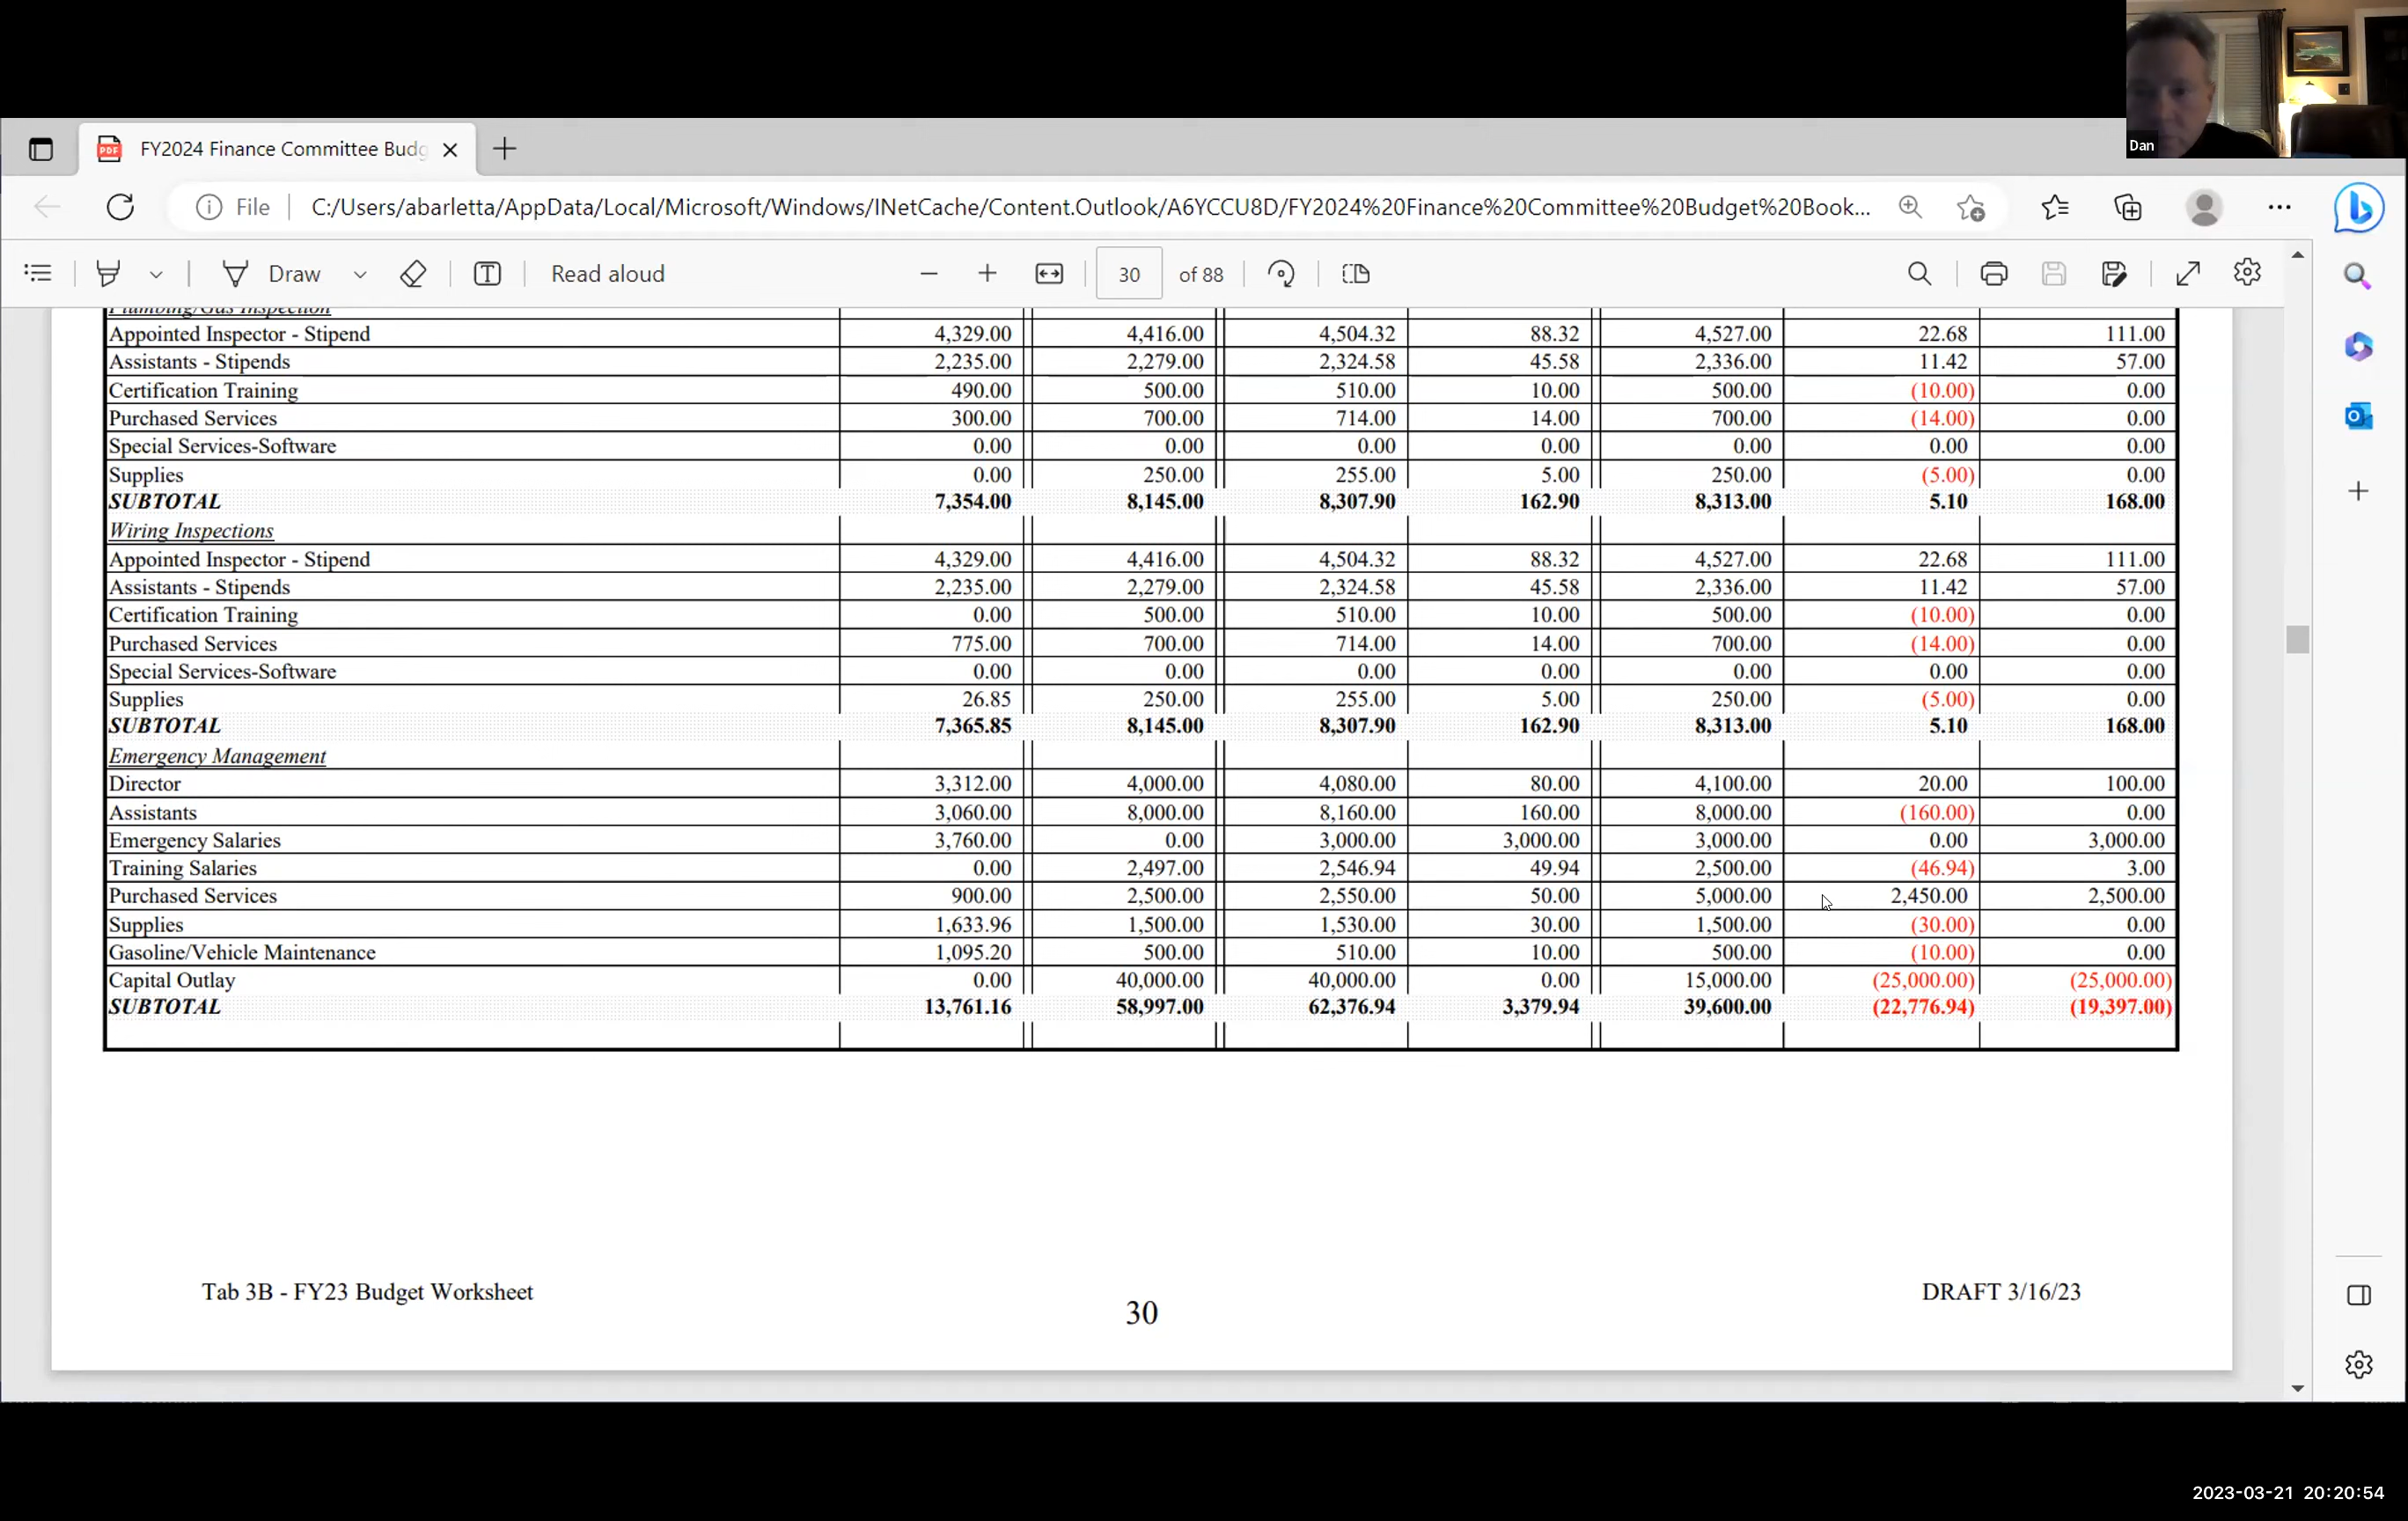 Dan
FY2024 Finance Committee Budg
File C:/Users/abarletta/AppData/Local/Microsoft/Windows/INetCache/Content.Outlook/A6YCCU8D/FY2024%20Finance%20Committee%20Budget%20Book...
Draw Read aloud 30 of 88
Plumbing/Gas Inspection
Appointed Inspector - Stipend 4,329.00 4,416.00 4,504.32 88.32 4,527.00 22.68 111.00
Assistants - Stipends 2,235.00 2,279.00 2,324.58 45.58 2,336.00 11.42 57.00
Certification Training 490.00 500.00 510.00 10.00 500.00 (10.00) 0.00
Purchased Services 300.00 700.00 714.00 14.00 700.00 (14.00) 0.00
Special Services-Software 0.00 0.00 0.00 0.00 0.00 0.00 0.00
Supplies 0.00 250.00 255.00 5.00 250.00 (5.00) 0.00
SUBTOTAL 7,354.00 8,145.00 8,307.90 162.90 8,313.00 5.10 168.00
Wiring Inspections
Appointed Inspector - Stipend 4,329.00 4,416.00 4,504.32 88.32 4,527.00 22.68 111.00
Assistants - Stipends 2,235.00 2,279.00 2,324.58 45.58 2,336.00 11.42 57.00
Certification Training 0.00 500.00 510.00 10.00 500.00 (10.00) 0.00
Purchased Services 775.00 700.00 714.00 14.00 700.00 (14.00) 0.00
Special Services-Software 0.00 0.00 0.00 0.00 0.00 0.00 0.00
Supplies 26.85 250.00 255.00 5.00 250.00 (5.00) 0.00
SUBTOTAL 7,365.85 8,145.00 8,307.90 162.90 8,313.00 5.10 168.00
Emergency Management
Director 3,312.00 4,000.00 4,080.00 80.00 4,100.00 20.00 100.00
Assistants 3,060.00 8,000.00 8,160.00 160.00 8,000.00 (160.00) 0.00
Emergency Salaries 3,760.00 0.00 3,000.00 3,000.00 3,000.00 0.00 3,000.00
Training Salaries 0.00 2,497.00 2,546.94 49.94 2,500.00 (46.94) 3.00
Purchased Services 900.00 2,500.00 2,550.00 50.00 5,000.00 2,450.00 2,500.00
Supplies 1,633.96 1,500.00 1,530.00 30.00 1,500.00 (30.00) 0.00
Gasoline/Vehicle Maintenance 1,095.20 500.00 510.00 10.00 500.00 (10.00) 0.00
Capital Outlay 0.00 40,000.00 40,000.00 0.00 15,000.00 (25,000.00) (25,000.00)
SUBTOTAL 13,761.16 58,997.00 62,376.94 3,379.94 39,600.00 (22,776.94) (19,397.00)
Tab 3B - FY23 Budget Worksheet DRAFT 3/16/23
30
2023-03-21 20:20:54